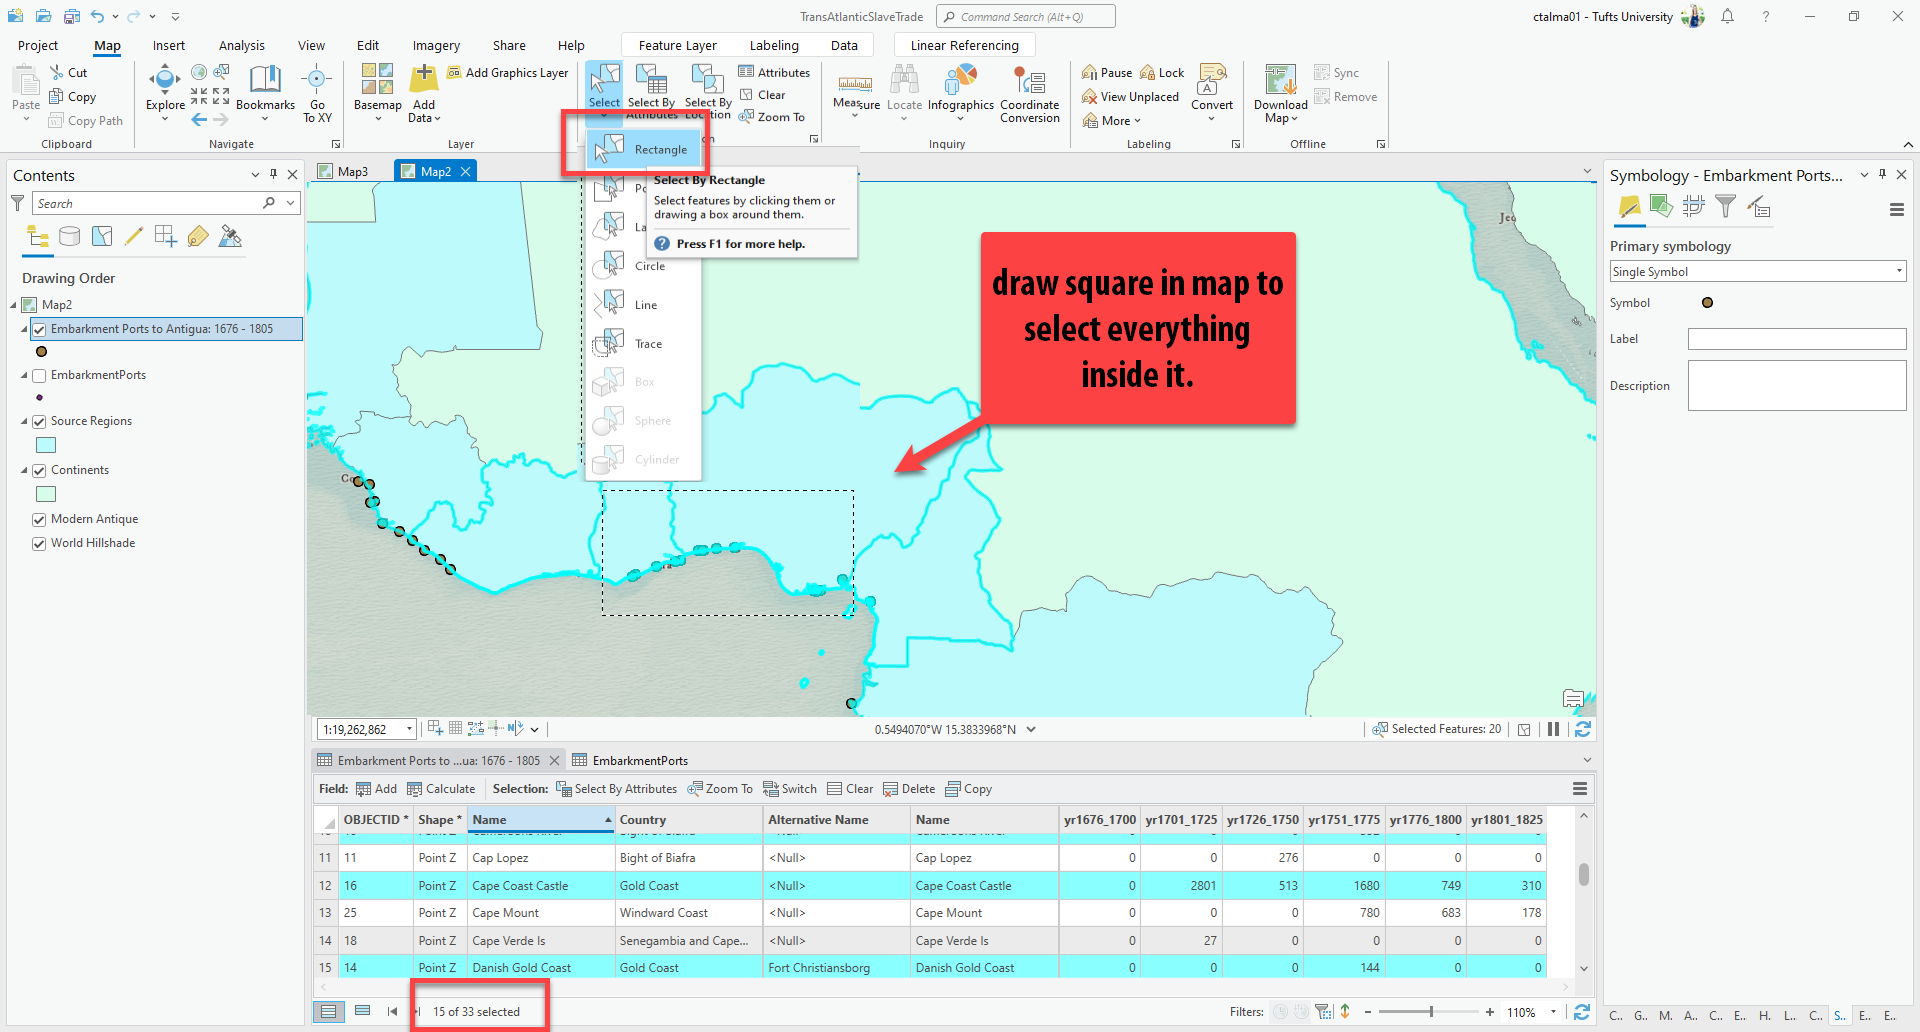 TransAtlanticSlaveTrade
Command Search (Alt+Q)
ctalma01 - Tufts University
?
Project
Map
Insert
Analysis
View
Edit
Imagery
Share
Help
Feature Layer
Labeling
Data
Linear Referencing
Paste
Cut
Copy
Copy Path
Clipboard
Explore
Bookmarks
Go
To XY
Navigate
Basemap
Add
Data
Add Graphics Layer
Layer
Select
Select By
Attributes
Select By
Location
Attributes
Clear
Zoom To
Measure
Locate
Infographics
Coordinate
Conversion
Inquiry
Pause
Lock
View Unplaced
More
Convert
Labeling
Download
Map
Sync
Remove
Offline
Rectangle
Circle
Line
Trace
Box
Sphere
Cylinder
Select By Rectangle
Select features by clicking them or
drawing a box around them.
Press F1 for more help.
Contents
Search
Drawing Order
Map2
Embarkment Ports to Antigua: 1676 - 1805
EmbarkmentPorts
Source Regions
Continents
Modern Antique
World Hillshade
Map3
Map2
draw square in map to
select everything
inside it.
1:19,262,862
0.5494070°W 15.3833968°N
Selected Features: 20
Symbology - Embarkment Ports...
Primary symbology
Single Symbol
Symbol
Label
Description
Embarkment Ports to ...ua: 1676 - 1805
EmbarkmentPorts
Field: Add Calculate Selection: Select By Attributes Zoom To Switch Clear Delete Copy
OBJECTID * Shape * Name Country Alternative Name Name yr1676_1700 yr1701_1725 yr1726_1750 yr1751_1775 yr1776_1800 yr1801_1825
11 11 Point Z Cap Lopez Bight of Biafra <Null> Cap Lopez 0 0 276 0 0 0
12 16 Point Z Cape Coast Castle Gold Coast <Null> Cape Coast Castle 0 2801 513 1680 749 310
13 25 Point Z Cape Mount Windward Coast <Null> Cape Mount 0 0 0 780 683 178
14 18 Point Z Cape Verde Is Senegambia and Cape... <Null> Cape Verde Is 0 27 0 0 0 0
15 14 Point Z Danish Gold Coast Gold Coast Fort Christiansborg Danish Gold Coast 0 0 0 144 0 0
15 of 33 selected
Filters:
110%
C.. G.. M. A.. C.. E.. H. L.. C.. S.. E.. E..